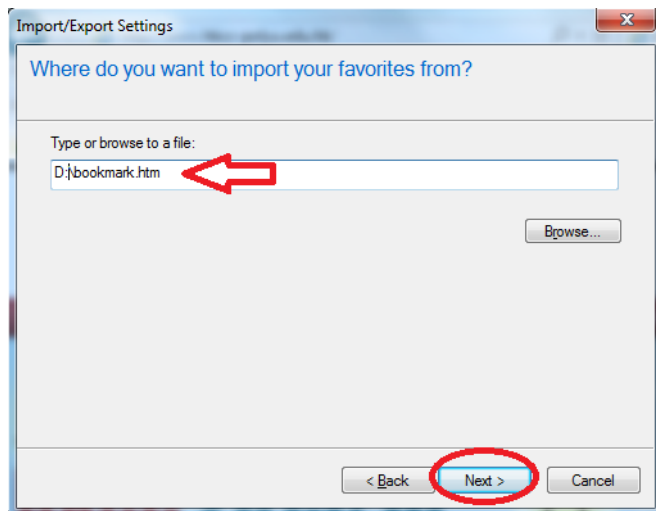 Import/Export Settings
Where do you want to import your favorites from?
Type or browse to a file:
D:\bookmark.htm
Browse...
< Back
Next >
Cancel